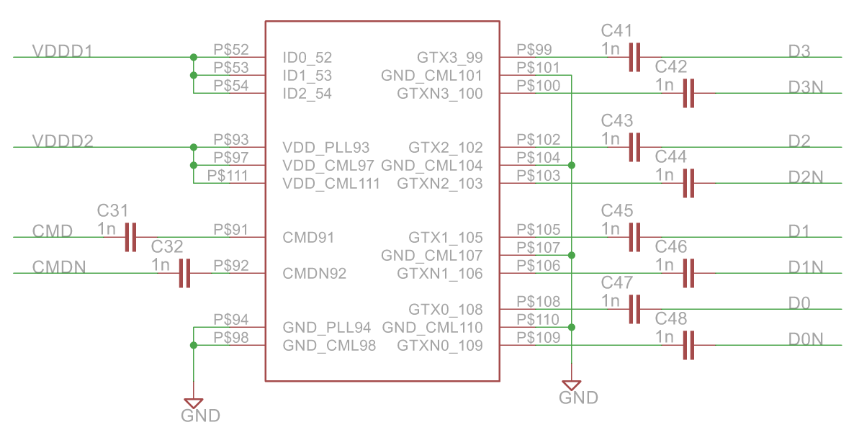 C41
VDDD1 P$52 ID0_52 GTX3_99 P$99 1n D3
P$53 ID1_53 GND_CML101 P$101 C42
P$54 ID2_54 GTXN3_100 P$100 1n D3N
C43
VDDD2 P$93 VDD_PLL93 GTX2_102 P$102 1n D2
P$97 VDD_CML97 GND_CML104 P$104 C44
P$111 VDD_CML111 GTXN2_103 P$103 1n D2N
C31 C45
CMD 1n P$91 CMD91 GTX1_105 P$105 1n D1
C32 GND_CML107 P$107 C46
CMDN 1n P$92 CMDN92 GTXN1_106 P$106 1n D1N
C47
GTX0_108 P$108 1n D0
P$94 GND_PLL94 GND_CML110 P$110 C48
P$98 GND_CML98 GTXN0_109 P$109 1n D0N
GND
GND